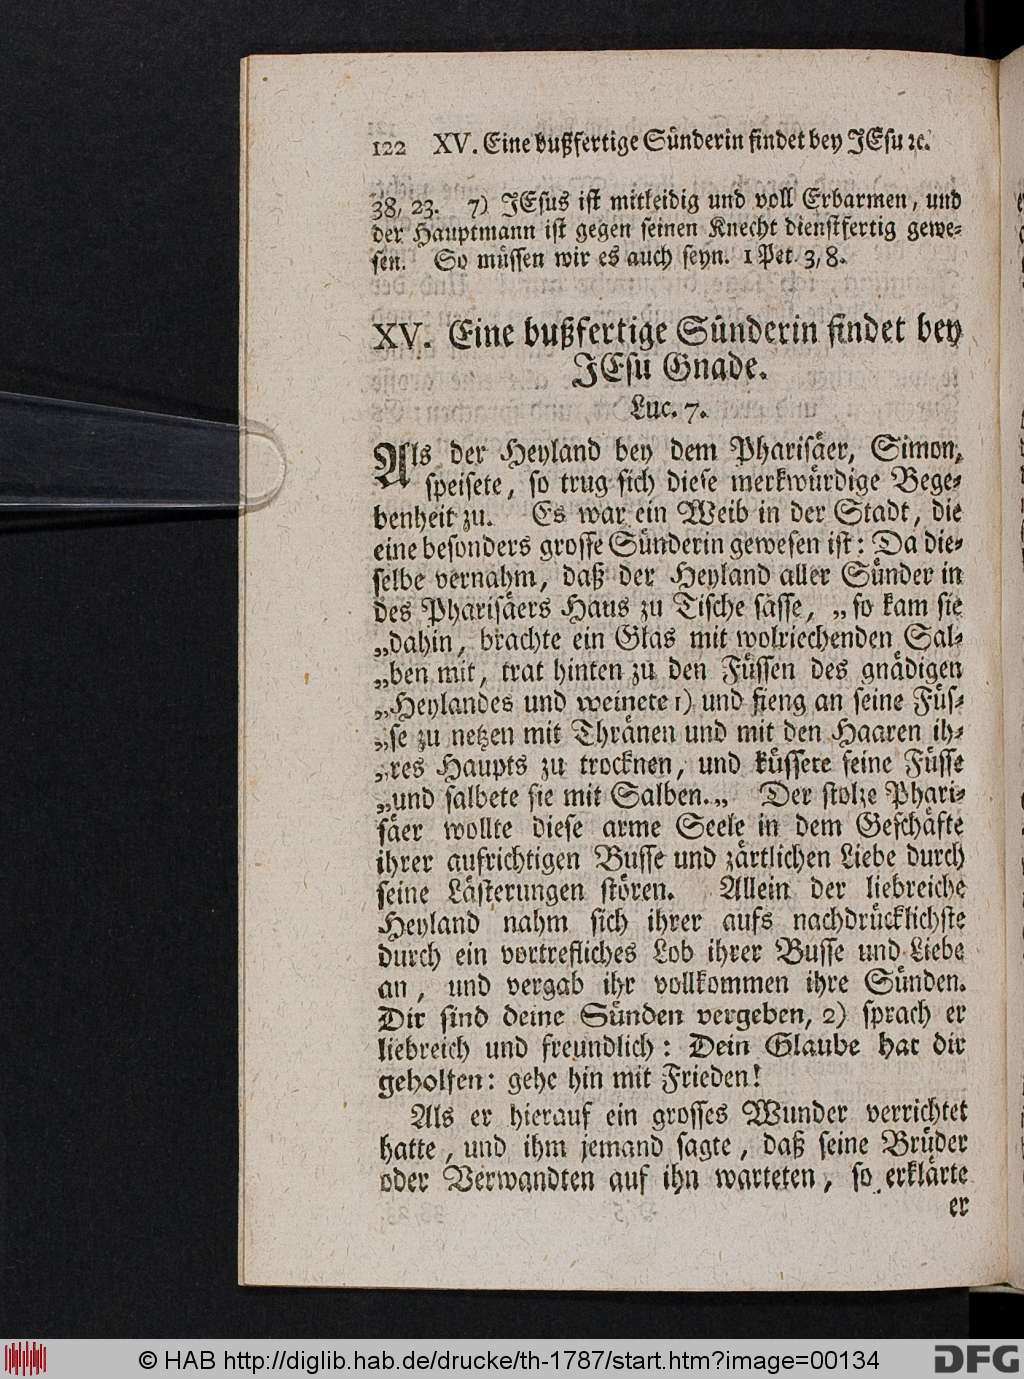 122 XV. Eine bußfertige Sünderin findet bey JEsu ꝛc.
38, 23. 7) JEsus ist mitleidig und voll Erbarmen, und
der Hauptmann ist gegen seinen Knecht dienstfertig gewe-
sen. So müssen wir es auch seyn. 1 Pet. 3, 8.
XV. Eine bußfertige Sünderin findet bey
JEsu Gnade.
Luc. 7.
Als der Heyland bey dem Pharisäer, Simon,
speisete, so trug sich diese merkwürdige Bege-
benheit zu. Es war ein Weib in der Stadt, die
eine besonders grosse Sünderin gewesen ist: Da die-
selbe vernahm, daß der Heyland aller Sünder in
des Pharisäers Haus zu Tische sässe, „so kam sie
„dahin, brachte ein Glas mit wolriechenden Sal-
„ben mit, trat hinten zu den Füssen des gnädigen
„Heylandes und weinete 1) und fieng an seine Füs-
„se zu netzen mit Thränen und mit den Haaren ih-
„res Haupts zu trocknen, und küssete seine Füsse
„und salbete sie mit Salben.„ Der stolze Phari-
säer wollte diese arme Seele in dem Geschäfte
ihrer aufrichtigen Busse und zärtlichen Liebe durch
seine Lästerungen stören. Allein der liebreiche
Heyland nahm sich ihrer aufs nachdrücklichste
durch ein vortrefliches Lob ihrer Busse und Liebe
an, und vergab ihr vollkommen ihre Sünden.
Dir sind deine Sünden vergeben, 2) sprach er
liebreich und freundlich: Dein Glaube hat dir
geholfen: gehe hin mit Frieden!
Als er hierauf ein grosses Wunder verrichtet
hatte, und ihm jemand sagte, daß seine Brüder
oder Verwandten auf ihn warteten, so erklärte
er
© HAB http://diglib.hab.de/drucke/th-1787/start.htm?image=00134
DFG